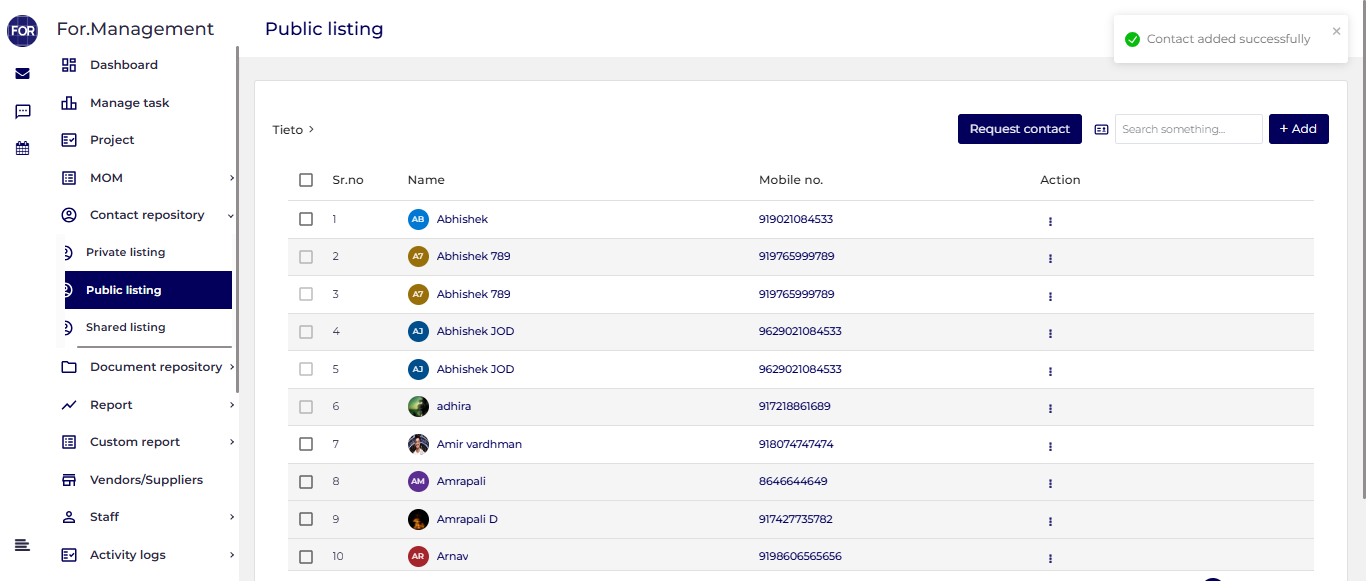 FOR
For.Management
Dashboard
Manage task
Project
MOM
Contact repository
Private listing
Public listing
Shared listing
Document repository
Report
Custom report
Vendors/Suppliers
Staff
Activity logs
Public listing
Contact added successfully
Tieto
Request contact
Search something...
+ Add
Sr.no Name Mobile no. Action
1 AB Abhishek 919021084533
2 A7 Abhishek 789 919765999789
3 A7 Abhishek 789 919765999789
4 AJ Abhishek JOD 9629021084533
5 AJ Abhishek JOD 9629021084533
6 adhira 917218861689
7 Amir vardhman 918074747474
8 AM Amrapali 8646644649
9 Amrapali D 917427735782
10 AR Arnav 9198606565656